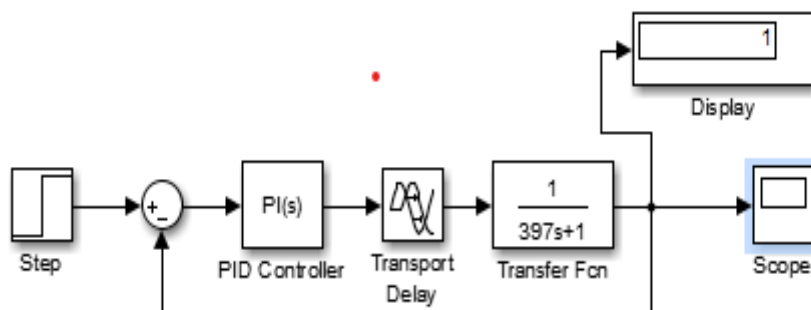 1
Display
+
-
PI(s)
1
397s+1
Step
PID Controller
Transport
Delay
Transfer Fcn
Scope